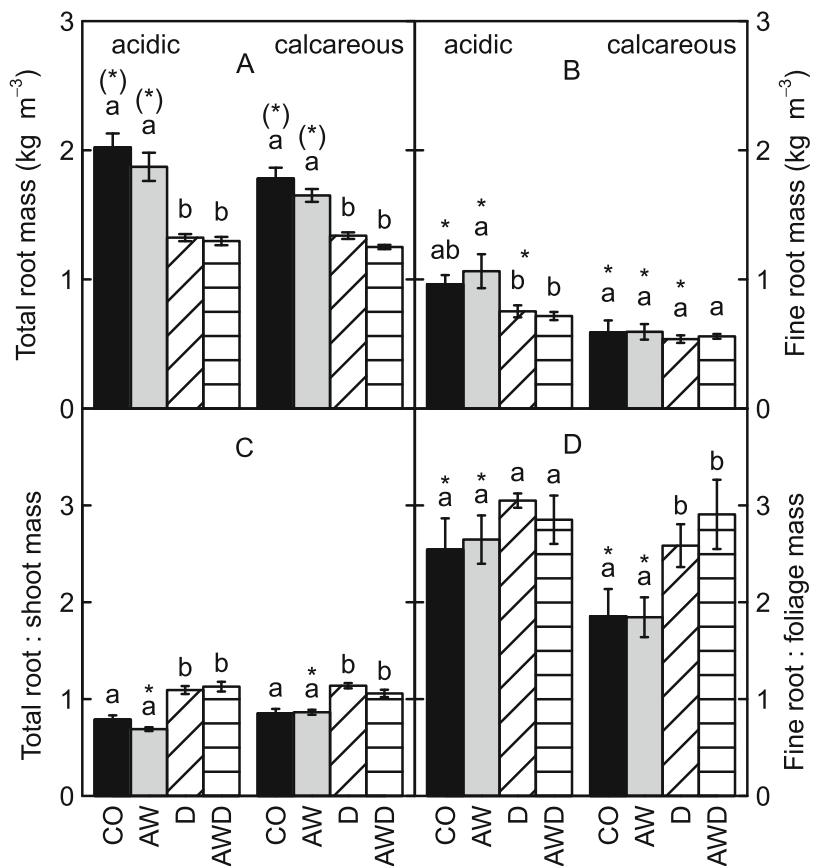 3
acidic
calcareous
acidic
calcareous
3
A
B
(*)
(*)
a
a
(*)
(*)
a
a
b
b
b
b
2
2
Total root mass (kg m⁻³)
Fine root mass (kg m⁻³)
*
*
*
ab
a
b
b
*
*
*
a
a
a
a
1
1
0
0
C
D
*
*
a
a
a
a
b
b
3
3
*
*
a
a
2
2
Total root : shoot mass
Fine root : foliage mass
a
*
a
b
b
a
*
a
b
b
1
1
0
0
CO
AW
D
AWD
CO
AW
D
AWD
CO
AW
D
AWD
CO
AW
D
AWD